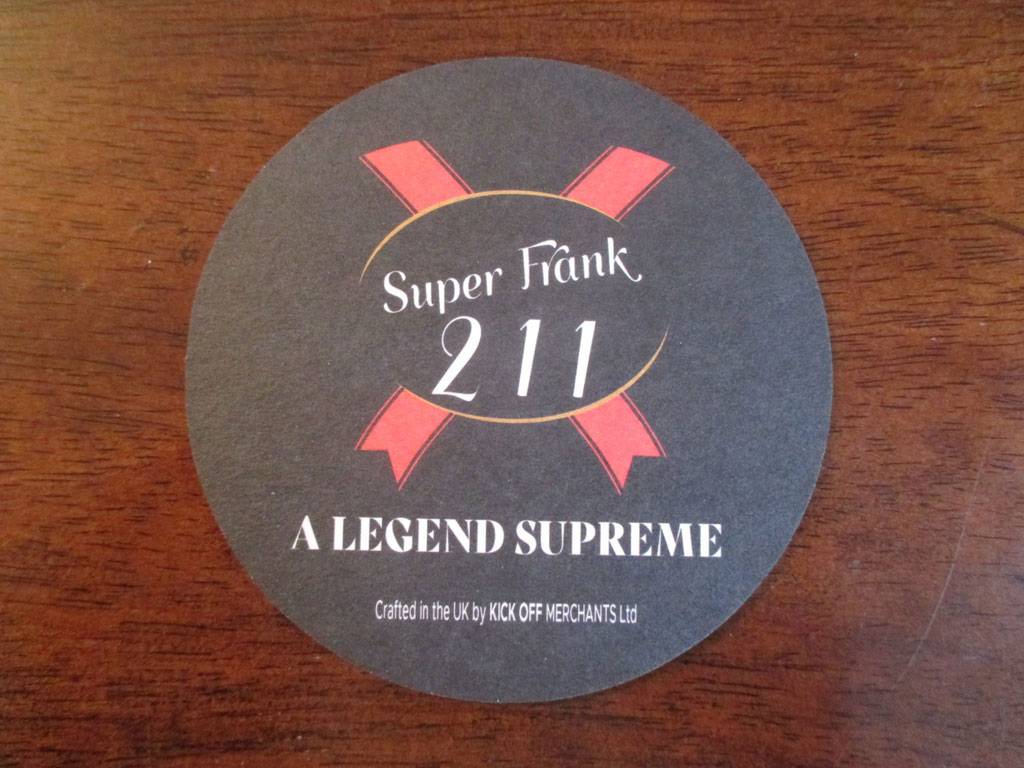 Super Frank
211
A LEGEND SUPREME
Crafted in the UK by KICK OFF MERCHANTS Ltd